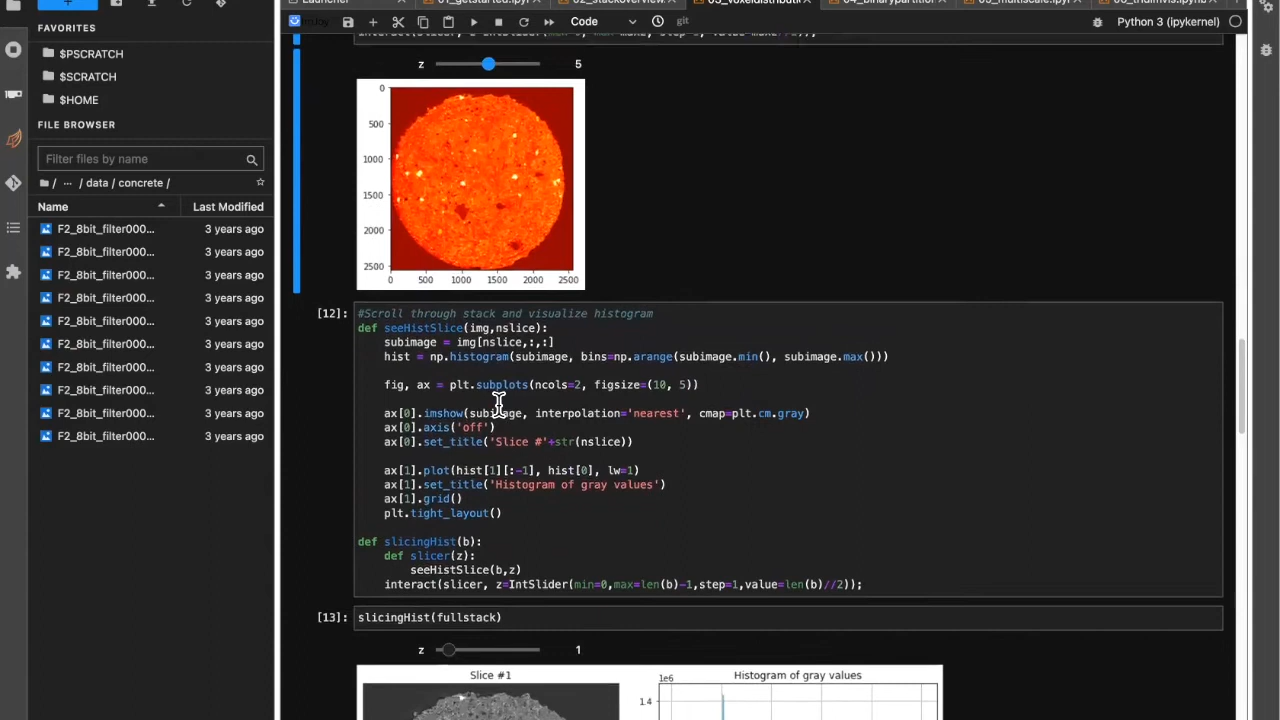 Launcher
01_getstarted.ipyn
02_stackoverview.
03_voxeldistributi
04_binarypartition
05_multiscale.ipyn
Code
git
Python 3 (ipykernel)
FAVORITES
$PSCRATCH
$SCRATCH
$HOME
FILE BROWSER
Filter files by name
/ ··· / data / concrete /
Name Last Modified
F2_8bit_filter000... 3 years ago
F2_8bit_filter000... 3 years ago
F2_8bit_filter000... 3 years ago
F2_8bit_filter000... 3 years ago
F2_8bit_filter000... 3 years ago
F2_8bit_filter000... 3 years ago
F2_8bit_filter000... 3 years ago
F2_8bit_filter000... 3 years ago
F2_8bit_filter000... 3 years ago
F2_8bit_filter000... 3 years ago
z 5
0
500
1000
1500
2000
2500
0 500 1000 1500 2000 2500
[12]: #Scroll through stack and visualize histogram
def seeHistSlice(img,nslice):
subimage = img[nslice,:,:]
hist = np.histogram(subimage, bins=np.arange(subimage.min(), subimage.max()))
fig, ax = plt.subplots(ncols=2, figsize=(10, 5))
ax[0].imshow(subimage, interpolation='nearest', cmap=plt.cm.gray)
ax[0].axis('off')
ax[0].set_title('Slice #'+str(nslice))
ax[1].plot(hist[1][:-1], hist[0], lw=1)
ax[1].set_title('Histogram of gray values')
ax[1].grid()
plt.tight_layout()
def slicingHist(b):
def slicer(z):
seeHistSlice(b,z)
interact(slicer, z=IntSlider(min=0,max=len(b)-1,step=1,value=len(b)//2));
[13]: slicingHist(fullstack)
z 1
Slice #1
Histogram of gray values
1e6
1.4